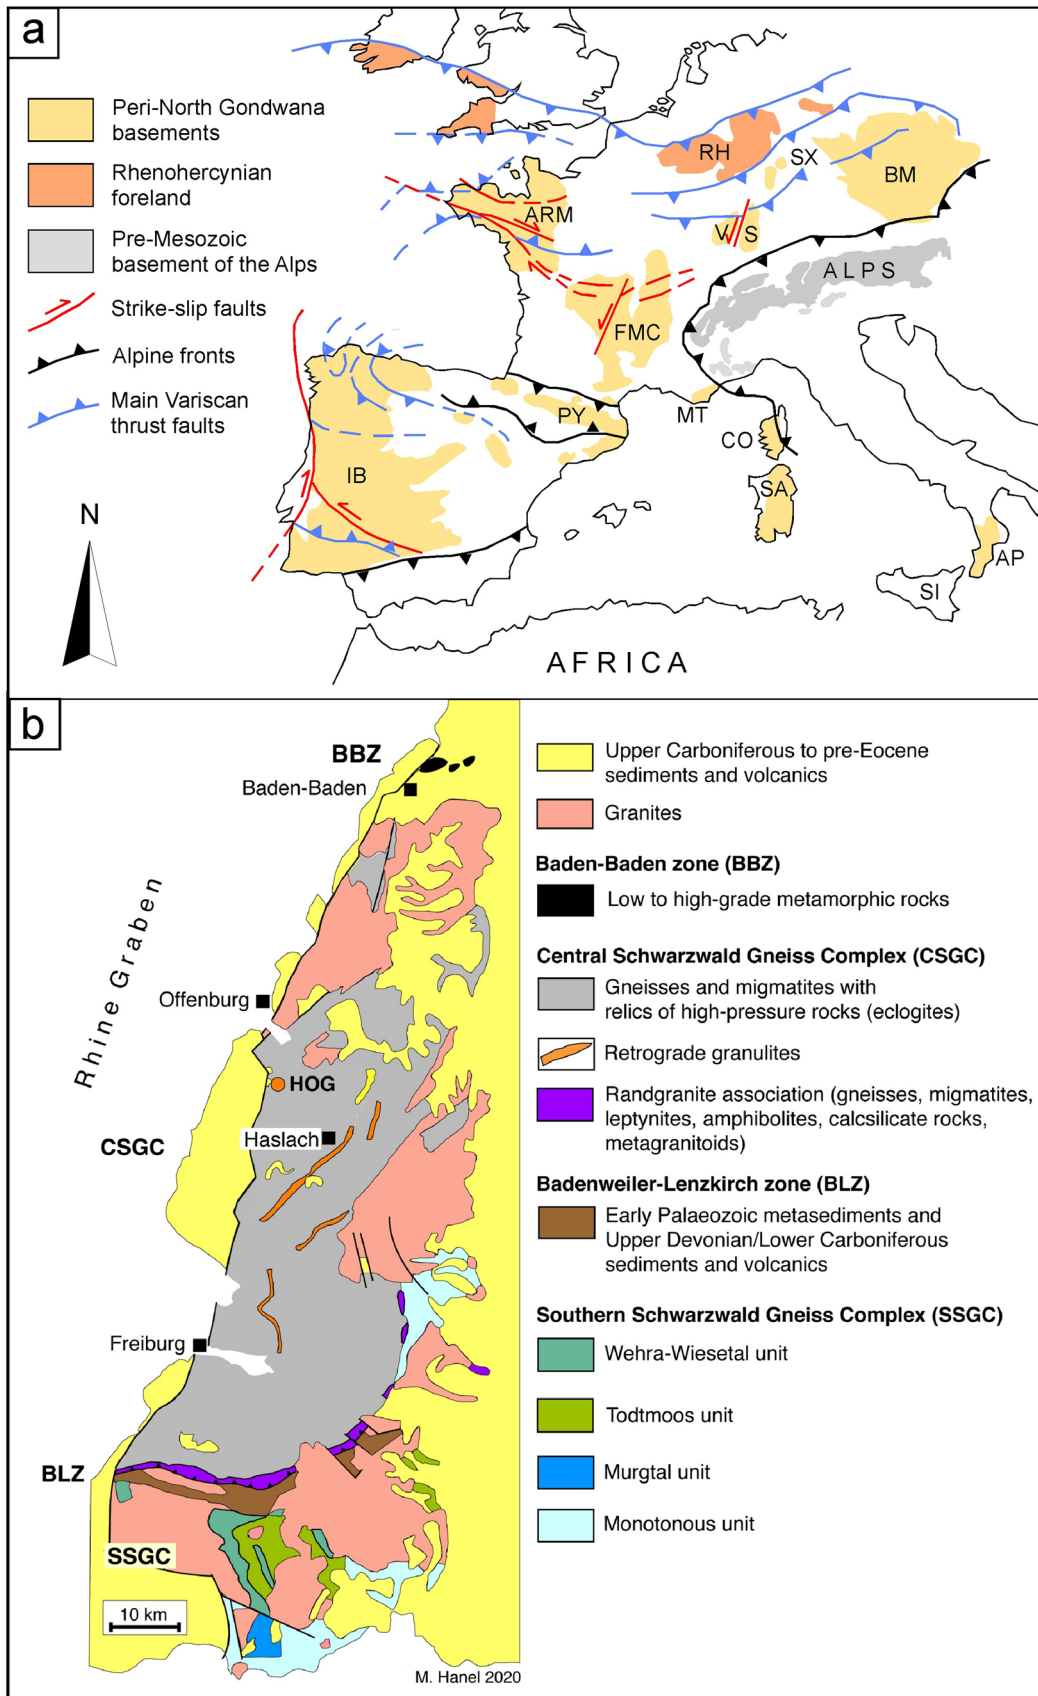 a
Peri-North Gondwana
basements
Rhenohercynian
foreland
Pre-Mesozoic
basement of the Alps
Strike-slip faults
Alpine fronts
Main Variscan
thrust faults
N
RH
SX
BM
ARM
V
S
ALPS
FMC
PY
MT
CO
IB
SA
AP
SI
AFRICA
b
BBZ
Baden-Baden
Rhine Graben
Offenburg
HOG
Haslach
CSGC
Freiburg
BLZ
SSGC
10 km
M. Hanel 2020
Upper Carboniferous to pre-Eocene
sediments and volcanics
Granites
Baden-Baden zone (BBZ)
Low to high-grade metamorphic rocks
Central Schwarzwald Gneiss Complex (CSGC)
Gneisses and migmatites with
relics of high-pressure rocks (eclogites)
Retrograde granulites
Randgranite association (gneisses, migmatites,
leptynites, amphibolites, calcsilicate rocks,
metagranitoids)
Badenweiler-Lenzkirch zone (BLZ)
Early Palaeozoic metasediments and
Upper Devonian/Lower Carboniferous
sediments and volcanics
Southern Schwarzwald Gneiss Complex (SSGC)
Wehra-Wiesetal unit
Todtmoos unit
Murgtal unit
Monotonous unit